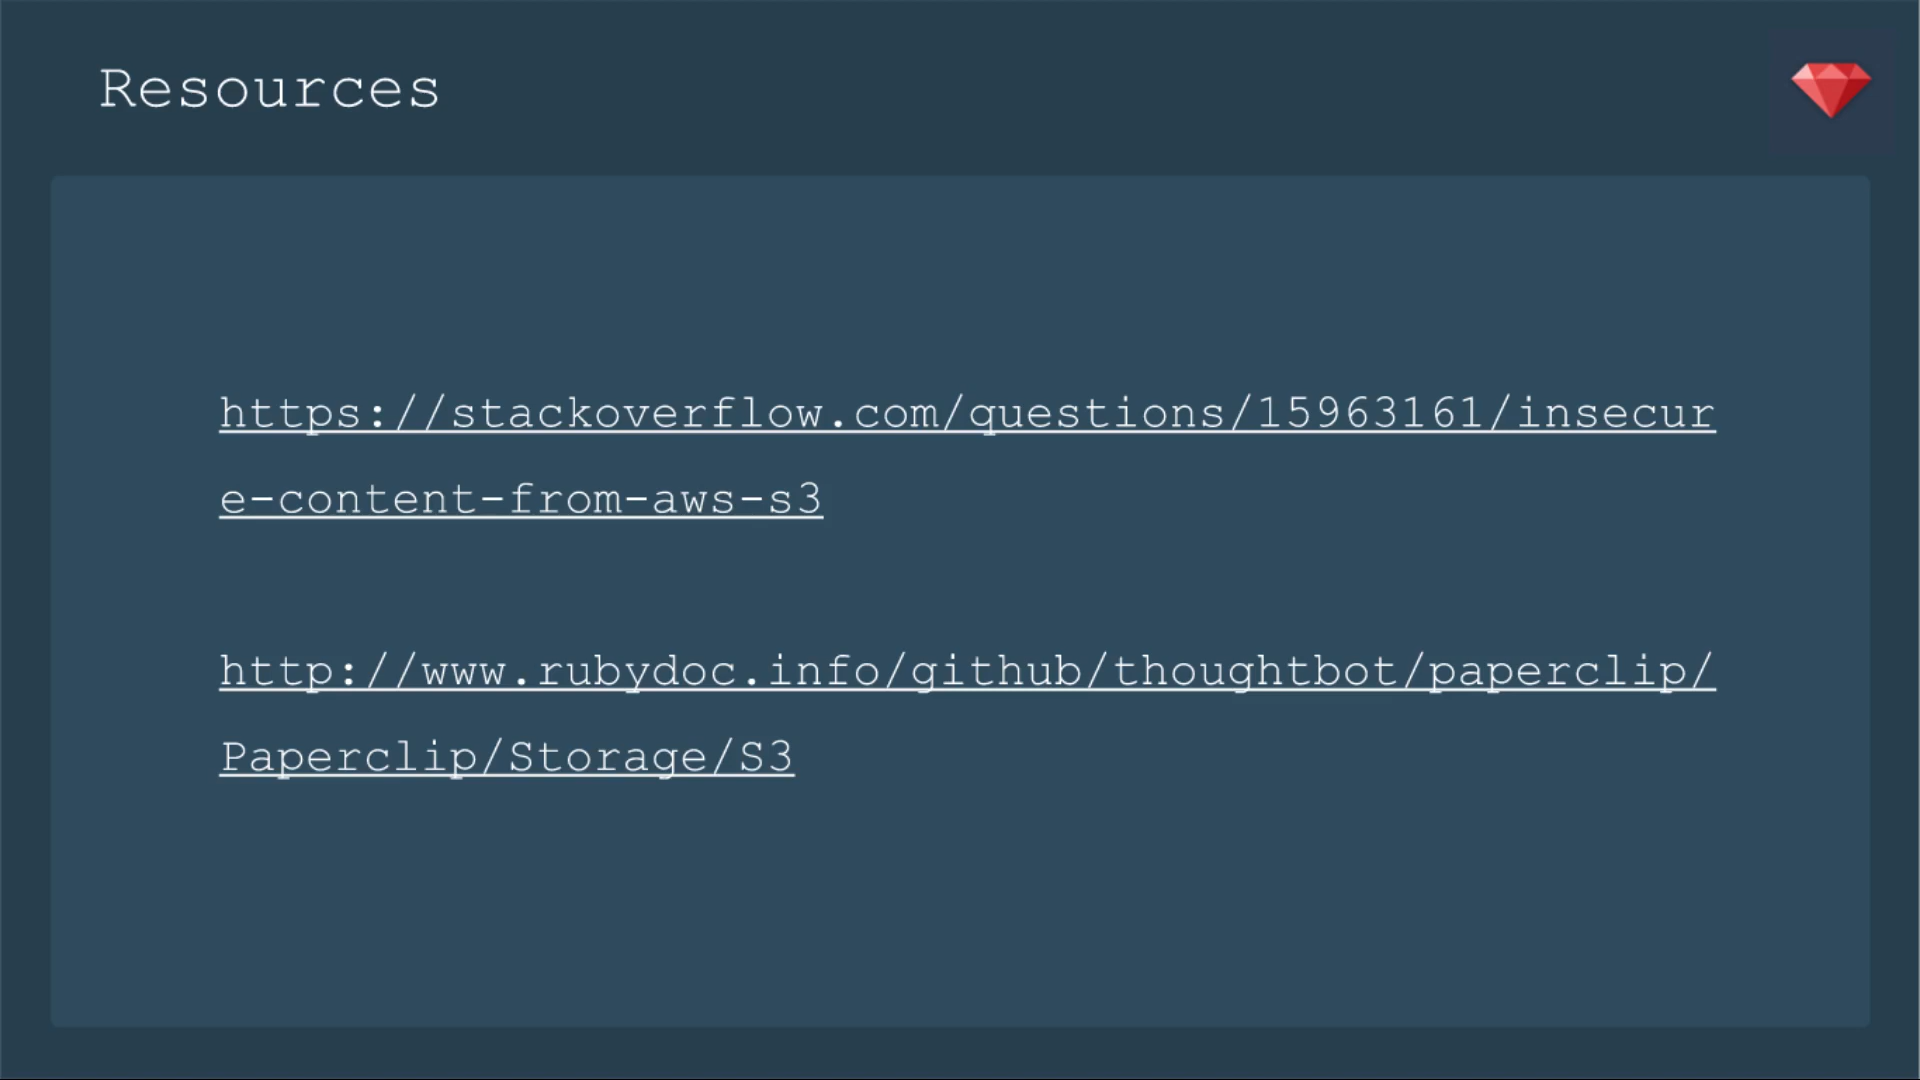 Resources
https://stackoverflow.com/questions/15963161/insecur
e-content-from-aws-s3
http://www.rubydoc.info/github/thoughtbot/paperclip/
Paperclip/Storage/S3